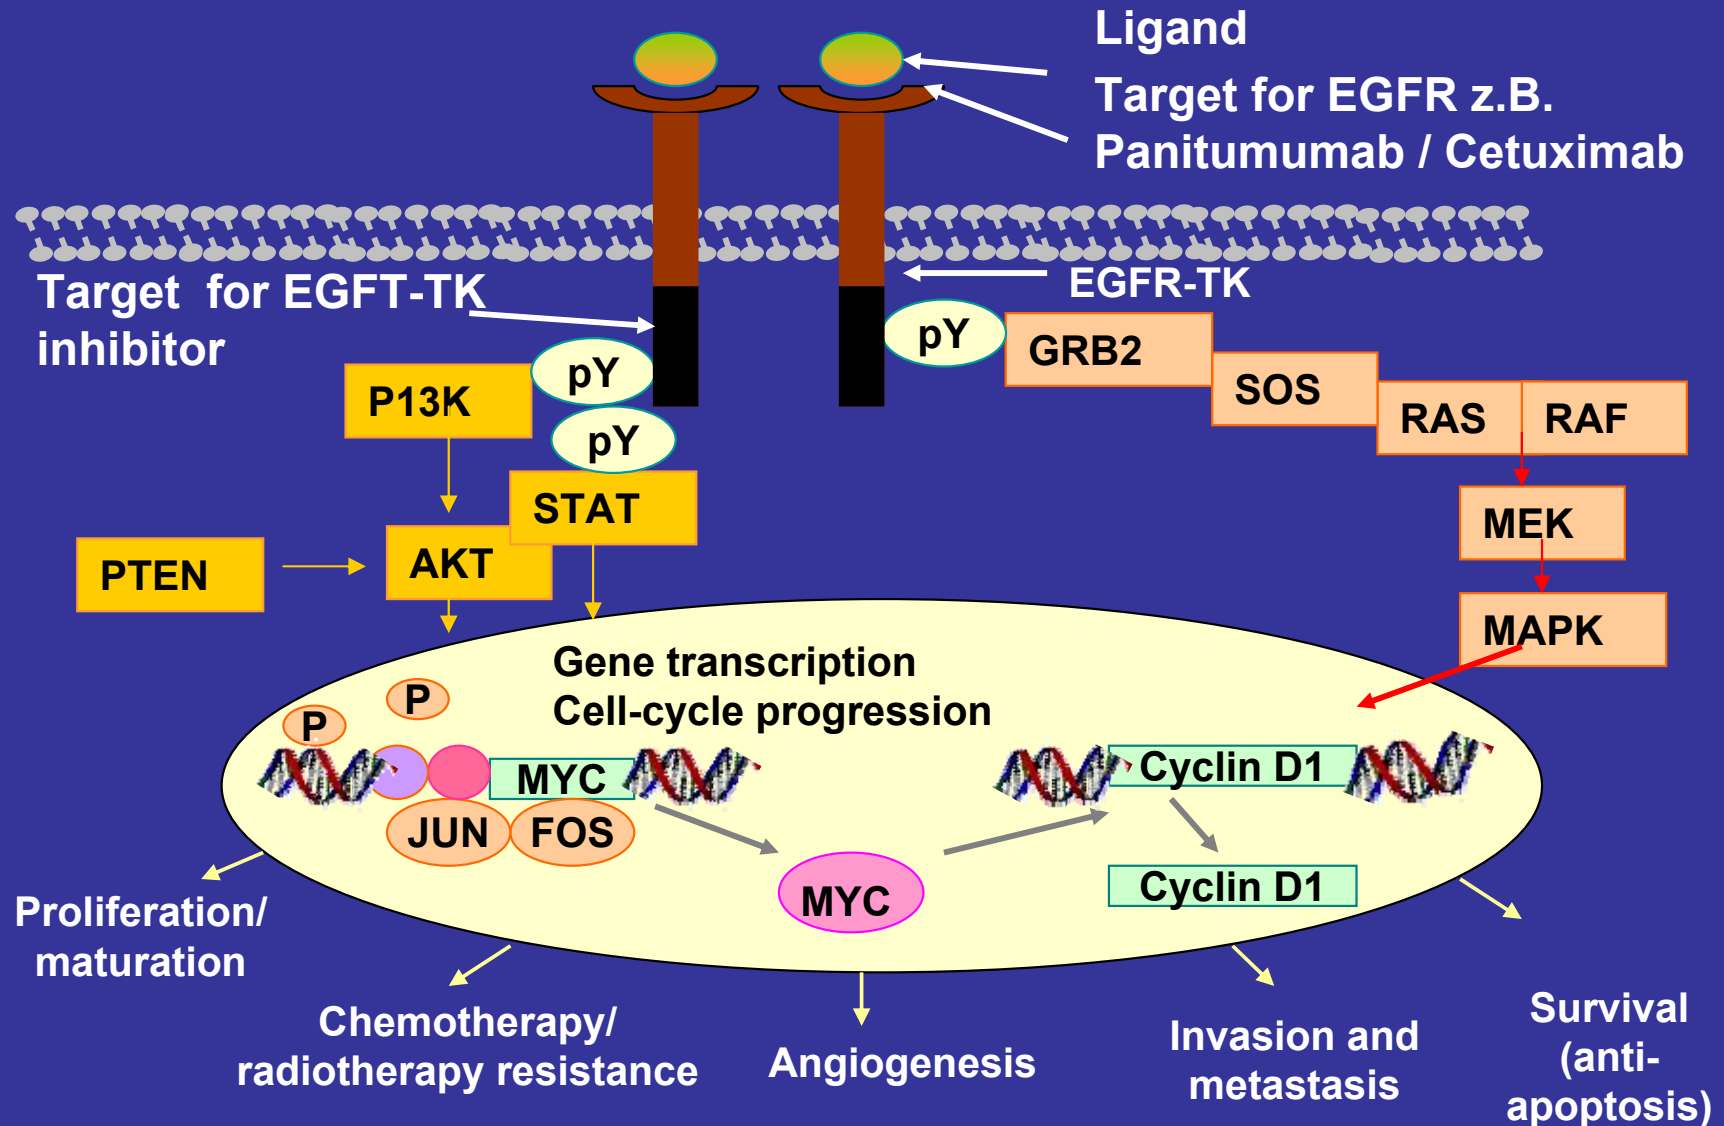 Ligand
Target for EGFR z.B.
Panitumumab / Cetuximab
Target for EGFT-TK
inhibitor
EGFR-TK
pY
GRB2
SOS
RAS
RAF
pY
P13K
pY
STAT
MEK
PTEN
AKT
MAPK
Gene transcription
Cell-cycle progression
P
P
MYC
Cyclin D1
JUN
FOS
MYC
Cyclin D1
Proliferation/
maturation
Chemotherapy/
radiotherapy resistance
Angiogenesis
Invasion and
metastasis
Survival
(anti-
apoptosis)